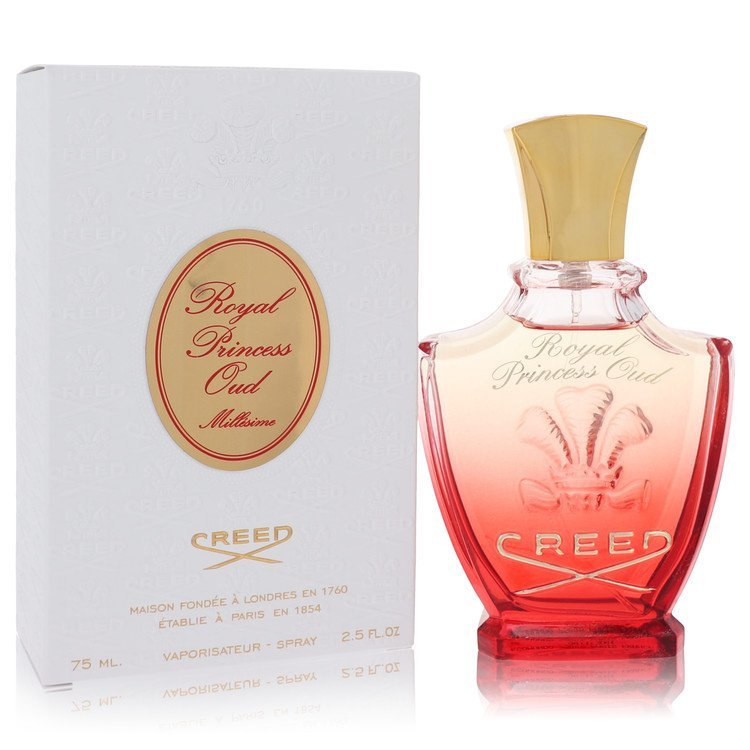 Royal
Princess
Oud
Millésime
CREED
MAISON FONDÉE À LONDRES EN 1760
ÉTABLIE À PARIS EN 1854
75 ML. VAPORISATEUR - SPRAY 2.5 FL.OZ
Royal
Princess Oud
CREED